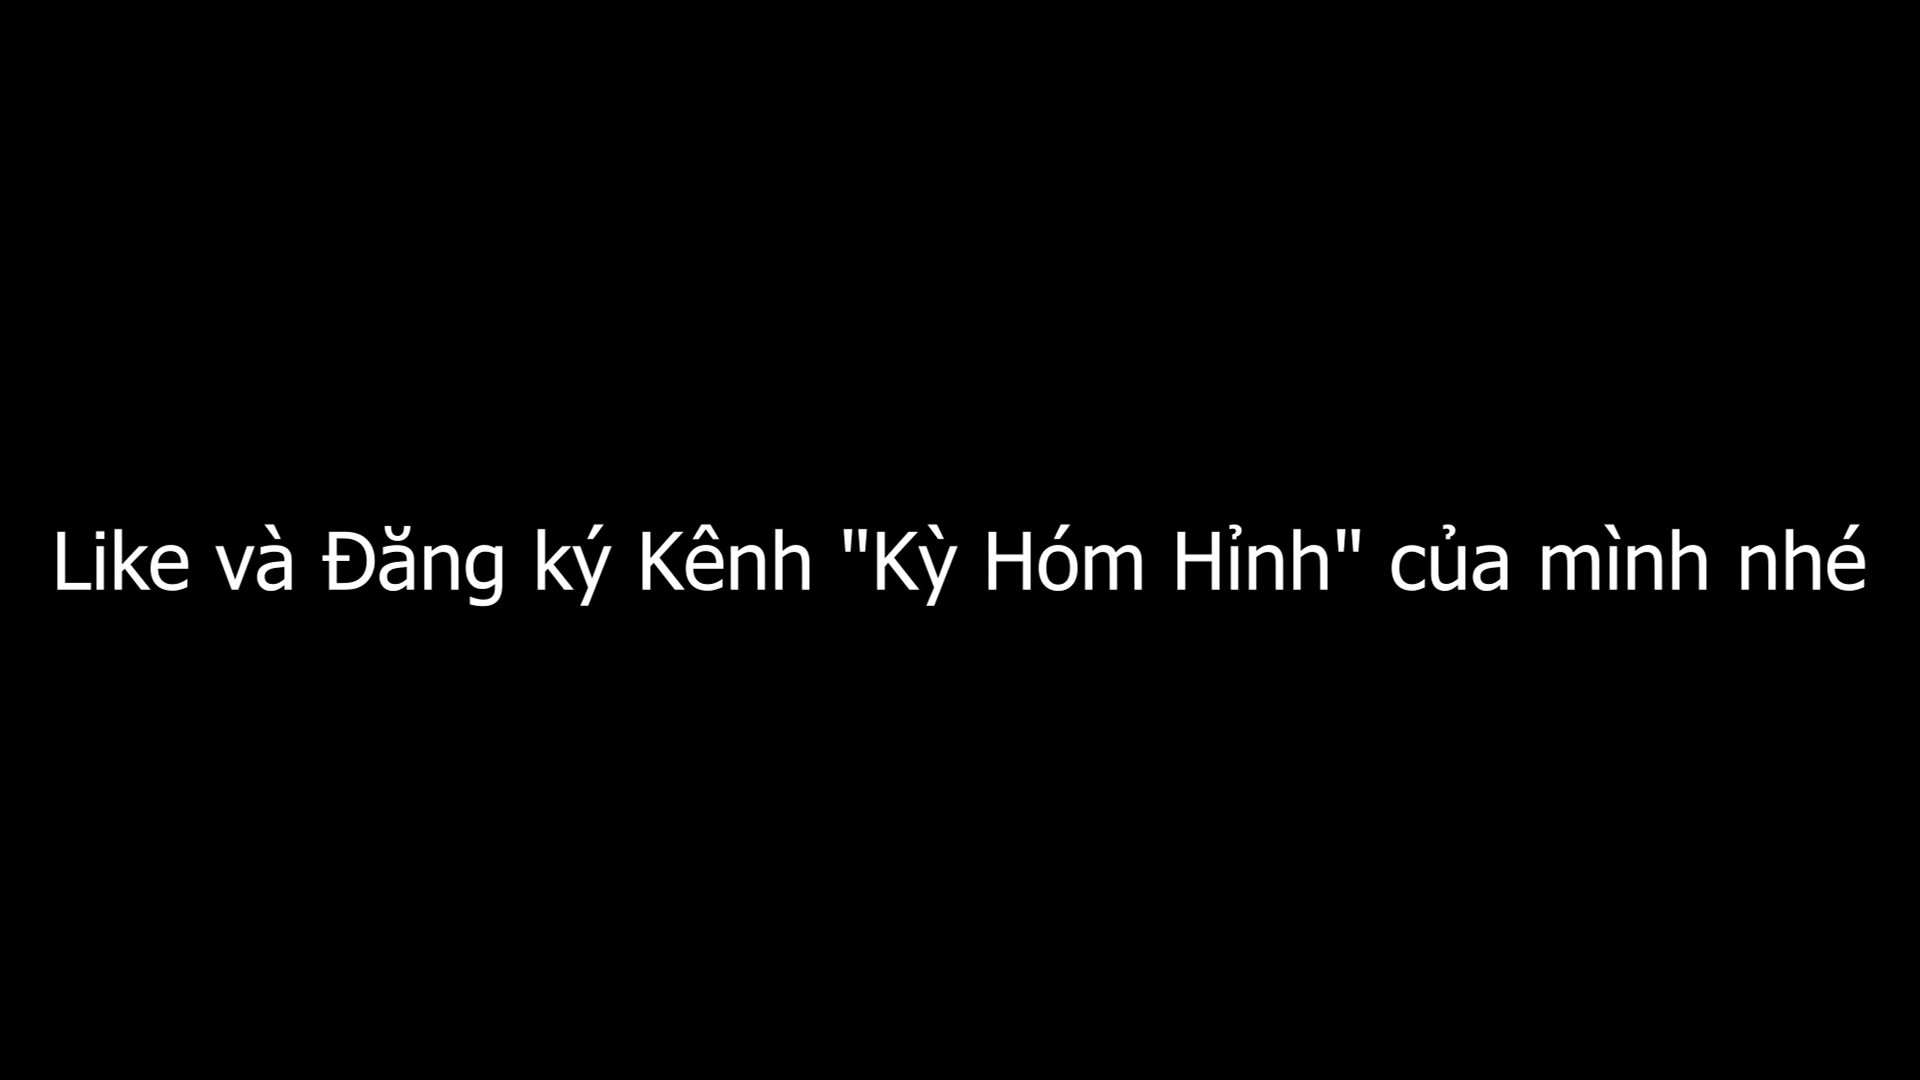 Like và Đăng ký Kênh "Kỳ Hóm Hỉnh" của mình nhé